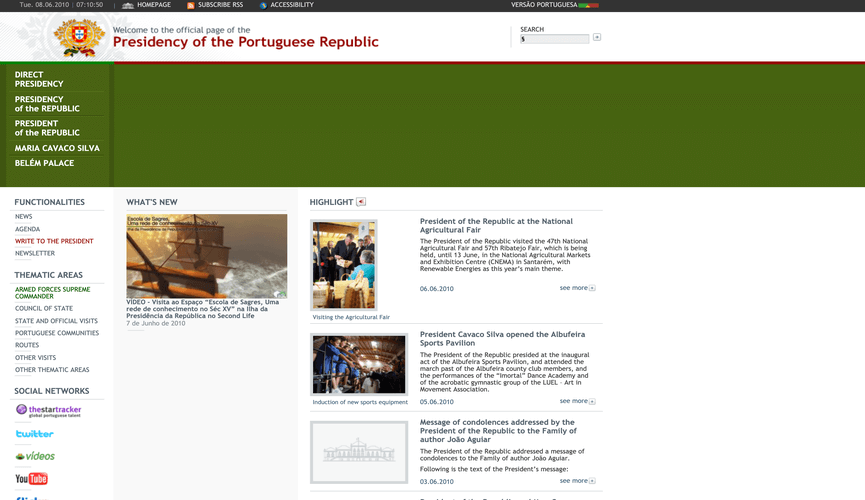 Tue. 08.06.2010 | 07:10:50 | HOMEPAGE SUBSCRIBE RSS ACCESSIBILITY VERSÃO PORTUGUESA
Welcome to the official page of the
Presidency of the Portuguese Republic
SEARCH
s
DIRECT
PRESIDENCY
PRESIDENCY
of the REPUBLIC
PRESIDENT
of the REPUBLIC
MARIA CAVACO SILVA
BELÉM PALACE
FUNCTIONALITIES
NEWS
AGENDA
WRITE TO THE PRESIDENT
NEWSLETTER
THEMATIC AREAS
ARMED FORCES SUPREME
COMMANDER
COUNCIL OF STATE
STATE AND OFFICIAL VISITS
PORTUGUESE COMMUNITIES
ROUTES
OTHER VISITS
OTHER THEMATIC AREAS
SOCIAL NETWORKS
thestartracker
global portuguese talent
twitter
vídeos
YouTube
WHAT'S NEW
Escola de Sagres,
Uma rede de conhecimento no séc XV
VÍDEO - Visita ao Espaço “Escola de Sagres, Uma
rede de conhecimento no Séc XV” na ilha da
Presidência da República no Second Life
7 de Junho de 2010
HIGHLIGHT
Visiting the Agricultural Fair
President of the Republic at the National
Agricultural Fair
The President of the Republic visited the 47th National
Agricultural Fair and 57th Ribatejo Fair, which is being
held, until 13 June, in the National Agricultural Markets
and Exhibition Centre (CNEMA) in Santarém, with
Renewable Energies as this year’s main theme.
06.06.2010 see more
Induction of new sports equipment
President Cavaco Silva opened the Albufeira
Sports Pavilion
The President of the Republic presided at the inaugural
act of the Albufeira Sports Pavilion, and attended the
march past of the Albufeira county club members, and
the performances of the “Imortal” Dance Academy and
of the acrobatic gymnastic group of the LUEL - Art in
Movement Association.
05.06.2010 see more
Message of condolences addressed by the
President of the Republic to the Family of
author João Aguiar
The President of the Republic addressed a message of
condolences to the Family of author João Aguiar.
Following is the text of the President’s message:
03.06.2010 see more